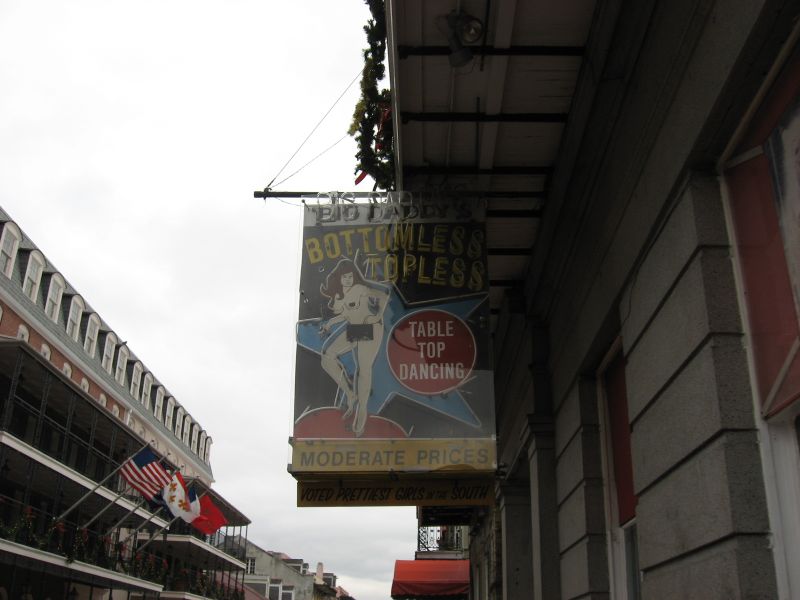 BIG DADDY'S
BOTTOMLESS
TOPLESS
TABLE
TOP
DANCING
MODERATE PRICES
VOTED PRETTIEST GIRLS IN THE SOUTH